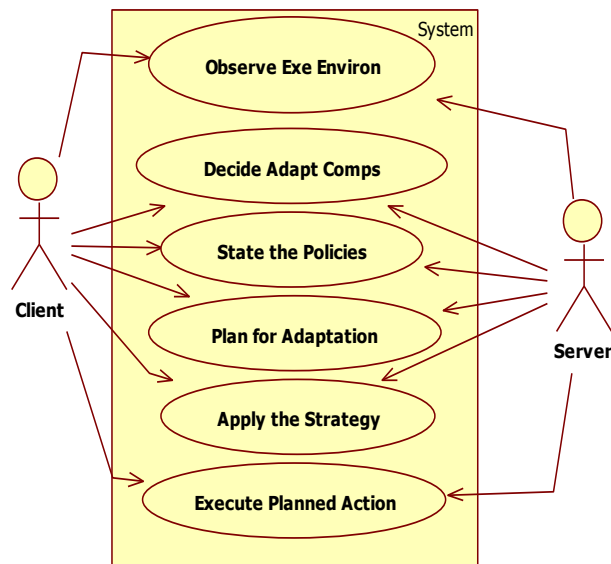 System
Observe Exe Environ
Decide Adapt Comps
State the Policies
Client
Plan for Adaptation
Server
Apply the Strategy
Execute Planned Action